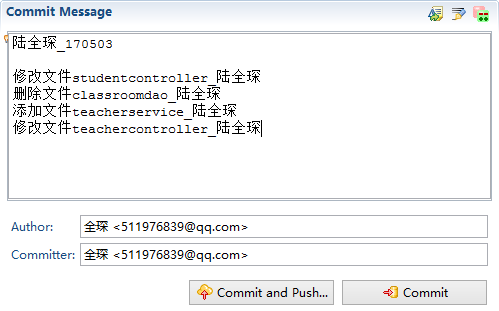 Commit Message
陆全琛_170503
修改文件studentcontroller_陆全琛
删除文件classroomdao_陆全琛
添加文件teacherservice_陆全琛
修改文件teachercontroller_陆全琛
Author: 全琛 <511976839@qq.com>
Committer: 全琛 <511976839@qq.com>
Commit and Push... Commit